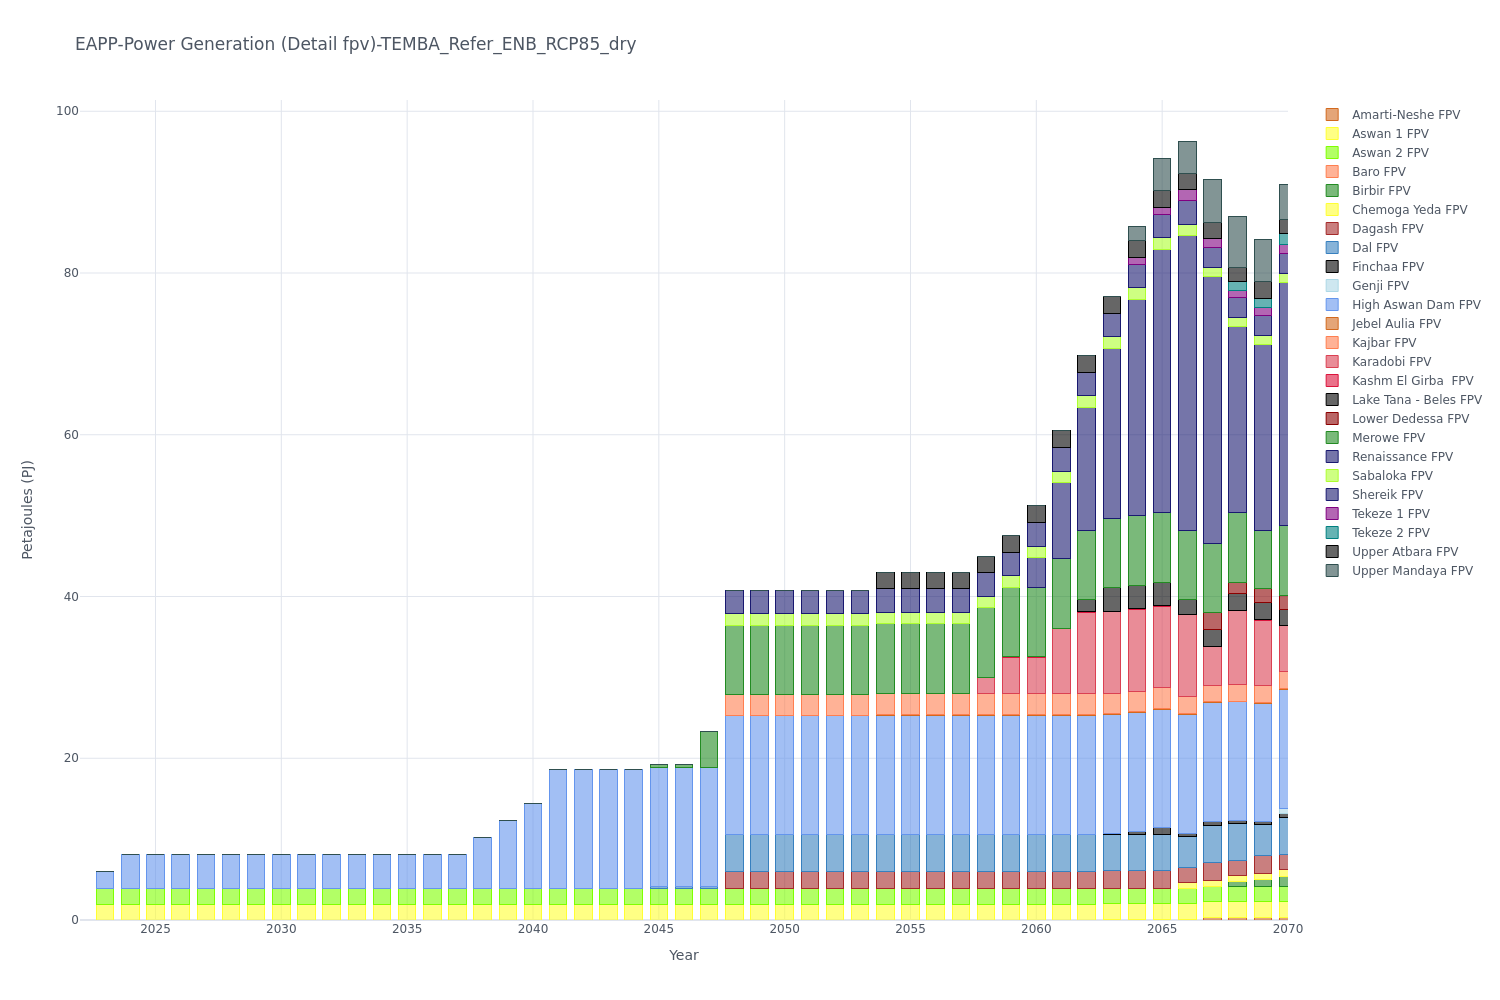 EAPP-Power Generation (Detail fpv)-TEMBA_Refer_ENB_RCP85_dry
100
80
60
40
20
0
Petajoules (PJ)
2025
2030
2035
2040
2045
2050
2055
2060
2065
2070
Year
Amarti-Neshe FPV
Aswan 1 FPV
Aswan 2 FPV
Baro FPV
Birbir FPV
Chemoga Yeda FPV
Dagash FPV
Dal FPV
Finchaa FPV
Genji FPV
High Aswan Dam FPV
Jebel Aulia FPV
Kajbar FPV
Karadobi FPV
Kashm El Girba  FPV
Lake Tana - Beles FPV
Lower Dedessa FPV
Merowe FPV
Renaissance FPV
Sabaloka FPV
Shereik FPV
Tekeze 1 FPV
Tekeze 2 FPV
Upper Atbara FPV
Upper Mandaya FPV